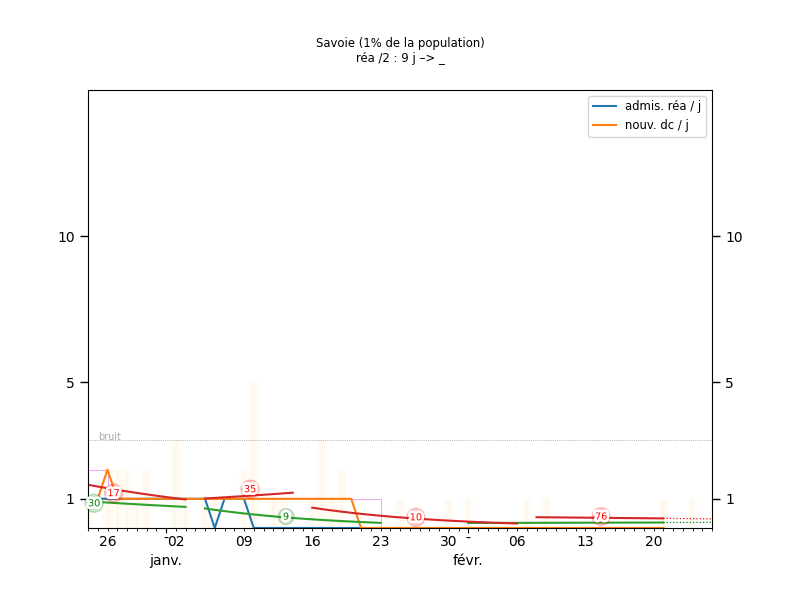 Savoie (1% de la population)
réa /2 : 9 j –> _
admis. réa / j
nouv. dc / j
10 10
5 5
bruit
1 1
30 17 35 9 10 76
26 02 09 16 23 30 06 13 20
janv. févr.